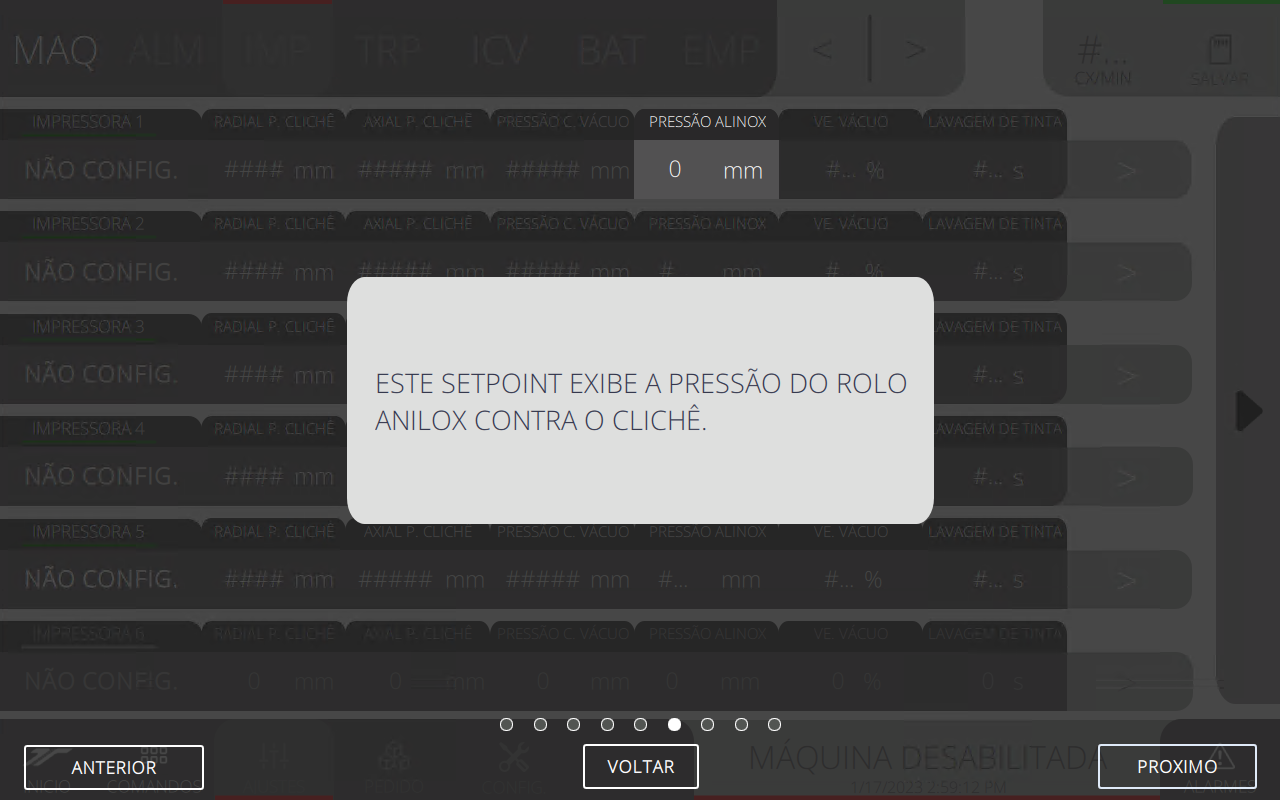 MAQ ALM IMP TRP ICV BAT EMP < > #... CX/MIN SALVAR
IMPRESSORA 1 RADIAL P. CLICHÊ AXIAL P. CLICHÊ PRESSÃO C. VÁCUO PRESSÃO ALINOX VE. VÁCUO LAVAGEM DE TINTA
NÃO CONFIG. #### mm ##### mm ##### mm 0 mm #... % #... s >
IMPRESSORA 2 RADIAL P. CLICHÊ AXIAL P. CLICHÊ PRESSÃO C. VÁCUO PRESSÃO ALINOX VE. VÁCUO LAVAGEM DE TINTA
NÃO CONFIG. #### mm ##### mm ##### mm #... mm #... % #... s >
IMPRESSORA 3 RADIAL P. CLICHÊ LAVAGEM DE TINTA
NÃO CONFIG. #### mm #... s >
ESTE SETPOINT EXIBE A PRESSÃO DO ROLO
ANILOX CONTRA O CLICHÊ.
IMPRESSORA 4 RADIAL P. CLICHÊ LAVAGEM DE TINTA
NÃO CONFIG. #### mm #... s >
IMPRESSORA 5 RADIAL P. CLICHÊ AXIAL P. CLICHÊ PRESSÃO C. VÁCUO PRESSÃO ALINOX VE. VÁCUO LAVAGEM DE TINTA
NÃO CONFIG. #### mm ##### mm ##### mm #... mm #... % #... s >
IMPRESSORA 6 RADIAL P. CLICHÊ AXIAL P. CLICHÊ PRESSÃO C. VÁCUO PRESSÃO ALINOX VE. VÁCUO LAVAGEM DE TINTA
NÃO CONFIG. 0 mm 0 mm 0 mm 0 mm 0 % 0 s >
ANTERIOR VOLTAR PROXIMO
MÁQUINA DESABILITADA
INICIO COMANDOS PEDIDO CONFIG 1/17/2023 2:59:12 PM ALARMES